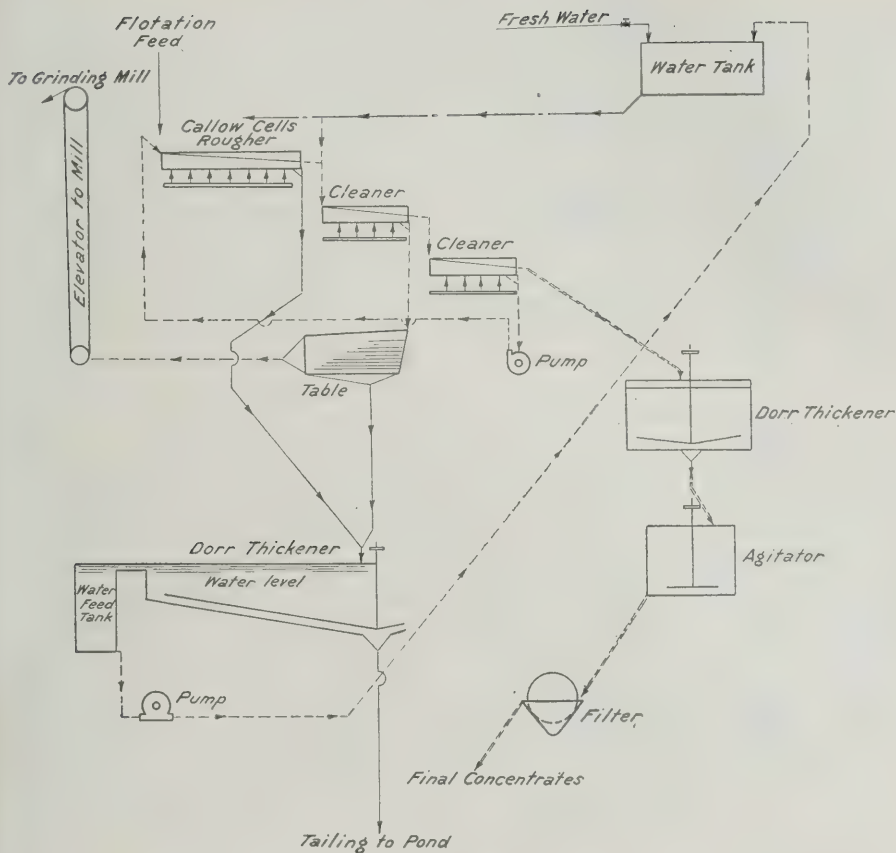 Flotation
Feed
Fresh Water
To Grinding Mill
Water Tank
Callow Cells
Rougher
Elevator to Mill
Cleaner
Cleaner
Pump
Table
Dorr Thickener
Dorr Thickener
Water level
Water
Feed
Tank
Agitator
Pump
Filter
Final Concentrates
Tailing to Pond